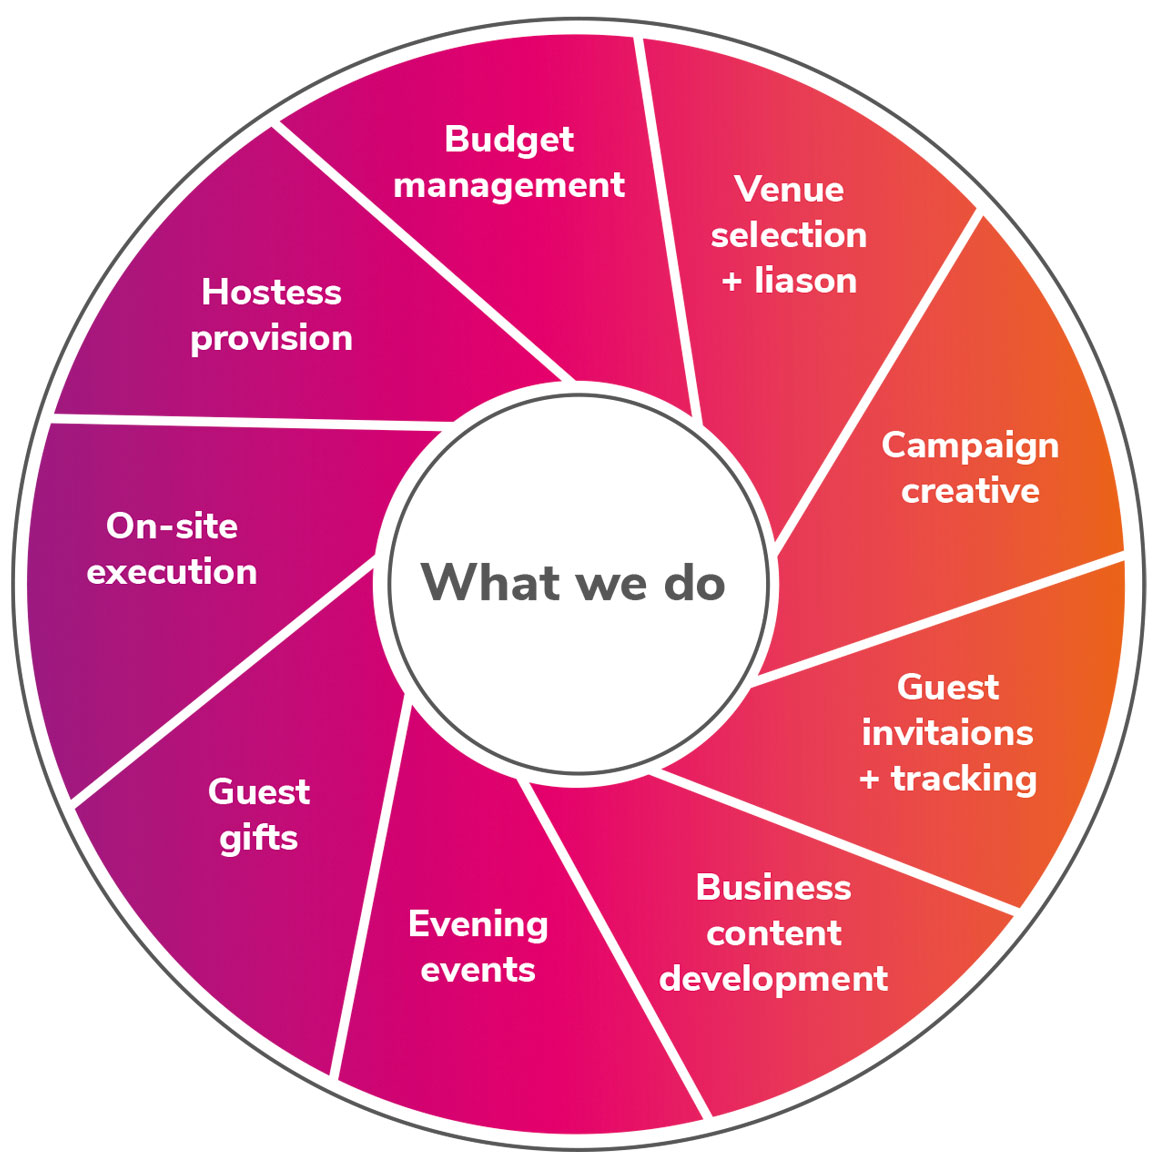 Budget
management
Venue
selection
+ liason
Campaign
creative
Guest
invitaions
+ tracking
Business
content
development
Evening
events
Guest
gifts
On-site
execution
Hostess
provision
What we do